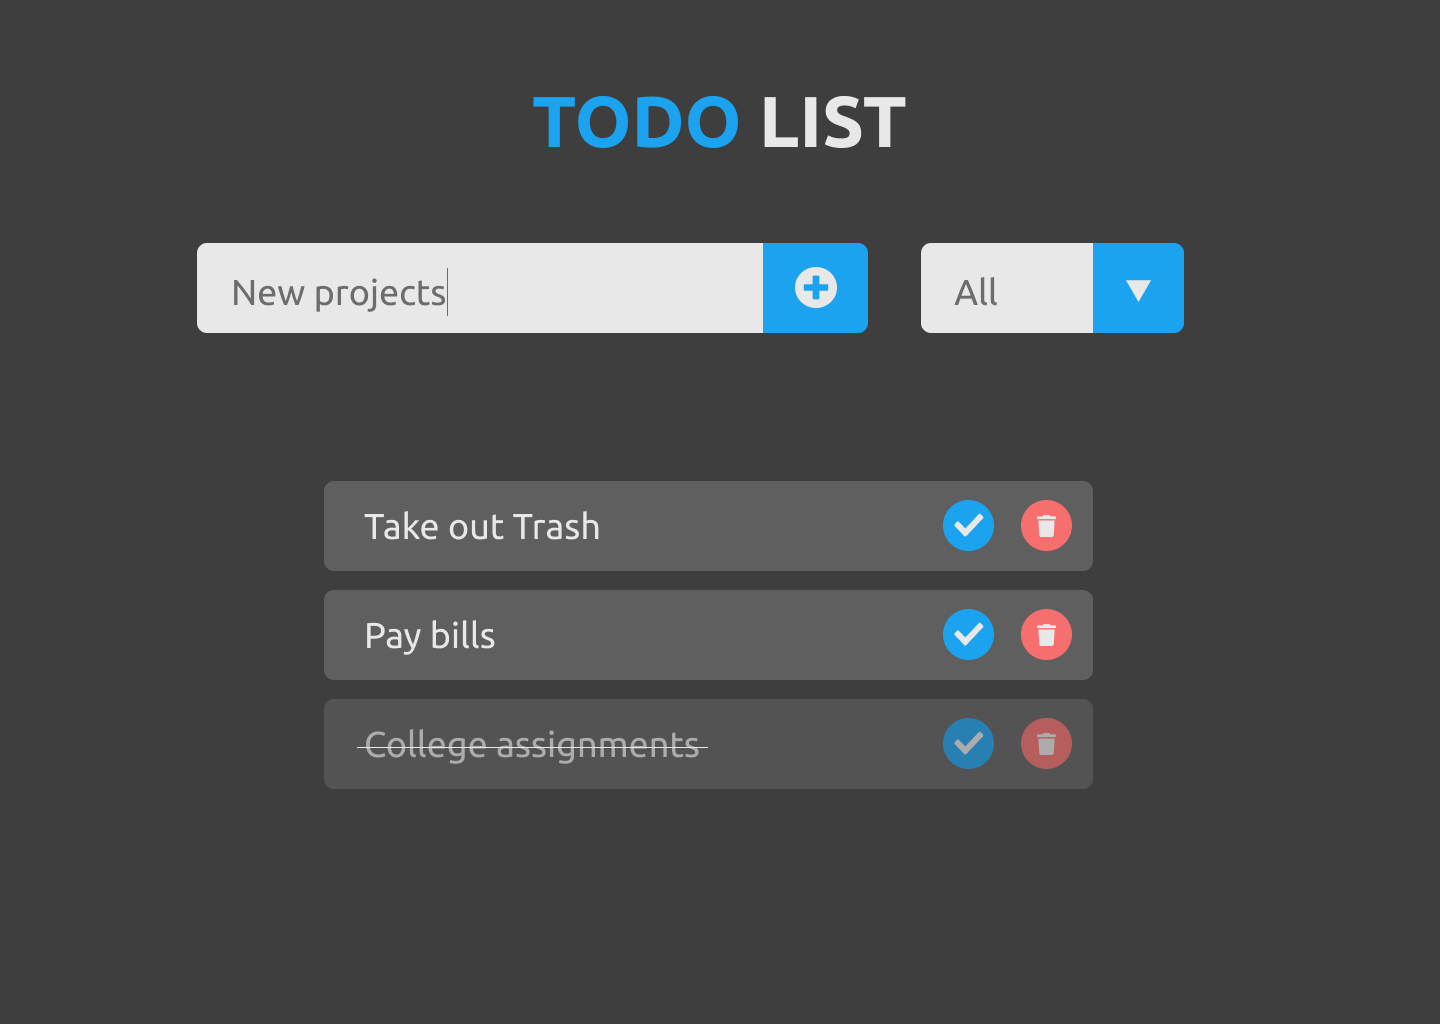 TODO LIST
New projects
All
Take out Trash
Pay bills
College assignments